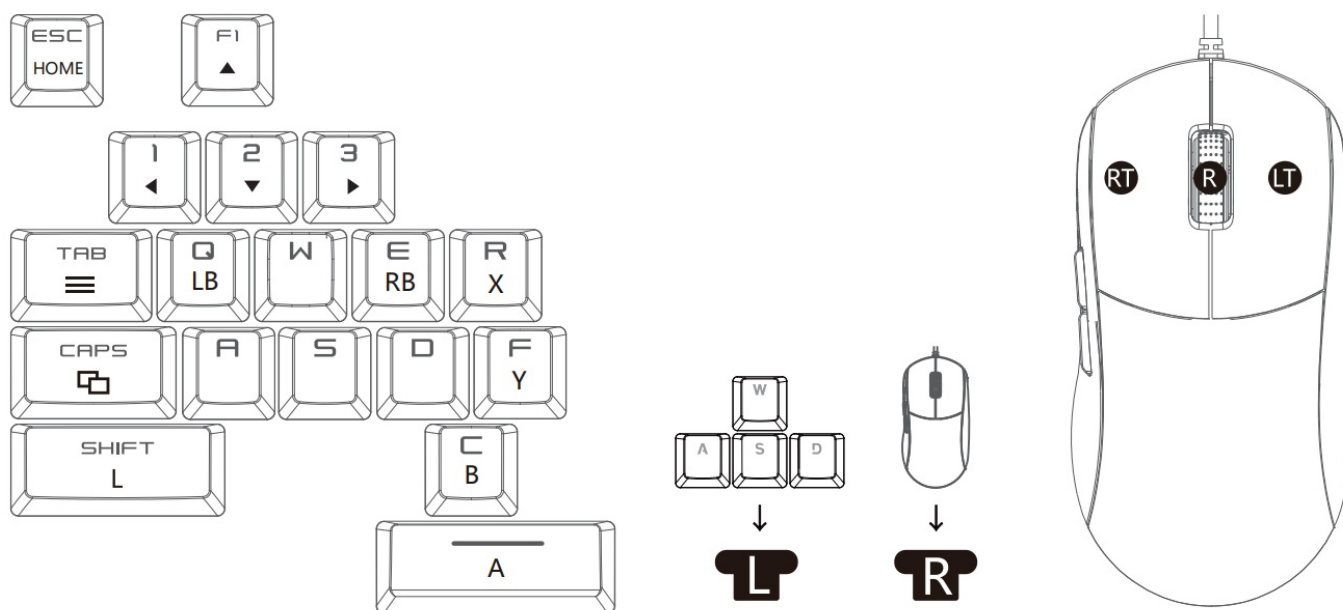 ESC F1
HOME ▲
1 2 3
◄ ▼ ►
TAB Q W E R
LB RB X
RT R LT
CAPS A S D F
Y
W
A S D
SHIFT C
L B
A
L R